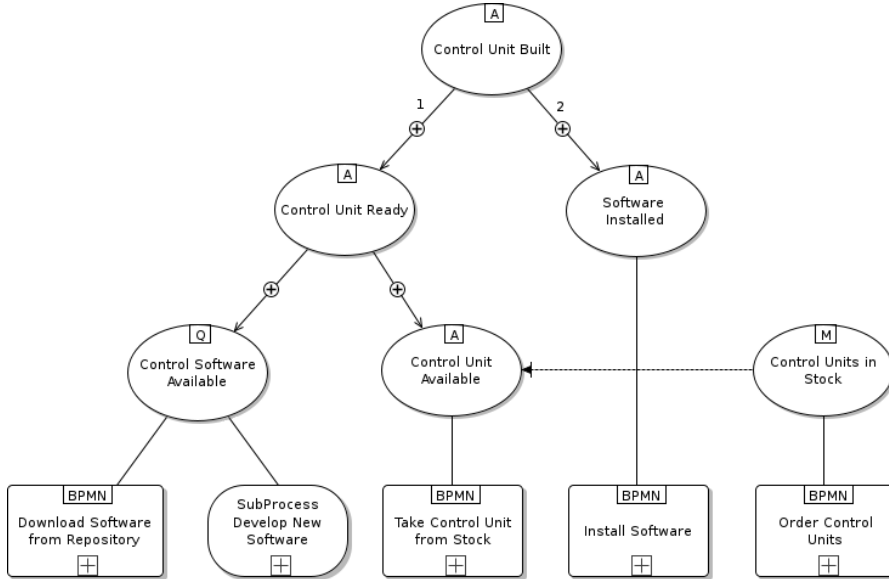 A
Control Unit Built
1
2
A
Control Unit Ready
A
Software
Installed
Q
Control Software
Available
A
Control Unit
Available
M
Control Units in
Stock
BPMN
Download Software
from Repository
SubProcess
Develop New
Software
BPMN
Take Control Unit
from Stock
BPMN
Install Software
BPMN
Order Control
Units